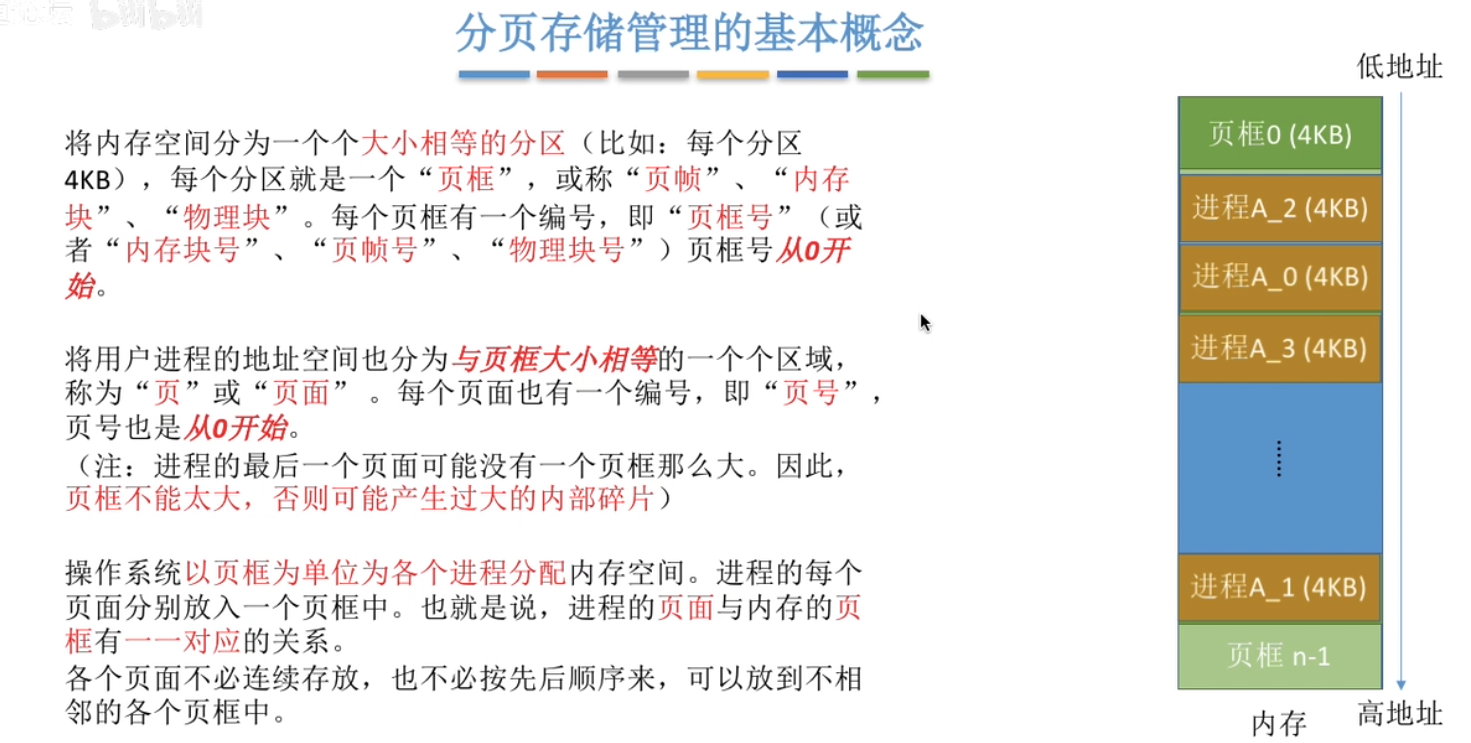 分页存储管理的基本概念
低地址
将内存空间分为一个个大小相等的分区（比如：每个分区
4KB），每个分区就是一个“页框”，或称“页帧”、“内存
块”、“物理块”。每个页框有一个编号，即“页框号”（或
者“内存块号”、“页帧号”、“物理块号”）页框号从0开
始。
将用户进程的地址空间也分为与页框大小相等的一个个区域，
称为“页”或“页面” 。每个页面也有一个编号，即“页号”，
页号也是从0开始。
（注：进程的最后一个页面可能没有一个页框那么大。因此，
页框不能太大，否则可能产生过大的内部碎片）
操作系统以页框为单位为各个进程分配内存空间。进程的每个
页面分别放入一个页框中。也就是说，进程的页面与内存的页
框有一一对应的关系。
各个页面不必连续存放，也不必按先后顺序来，可以放到不相
邻的各个页框中。
页框0 (4KB)
进程A_2 (4KB)
进程A_0 (4KB)
进程A_3 (4KB)
……
进程A_1 (4KB)
页框 n-1
内存
高地址